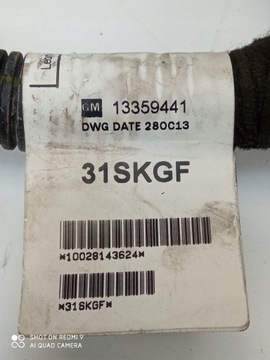 GM 13359441
DWG DATE 28OC13
31SKGF
*10028143624*
*31SKGF*
SHOT ON REDMI 9
AI QUAD CAMERA